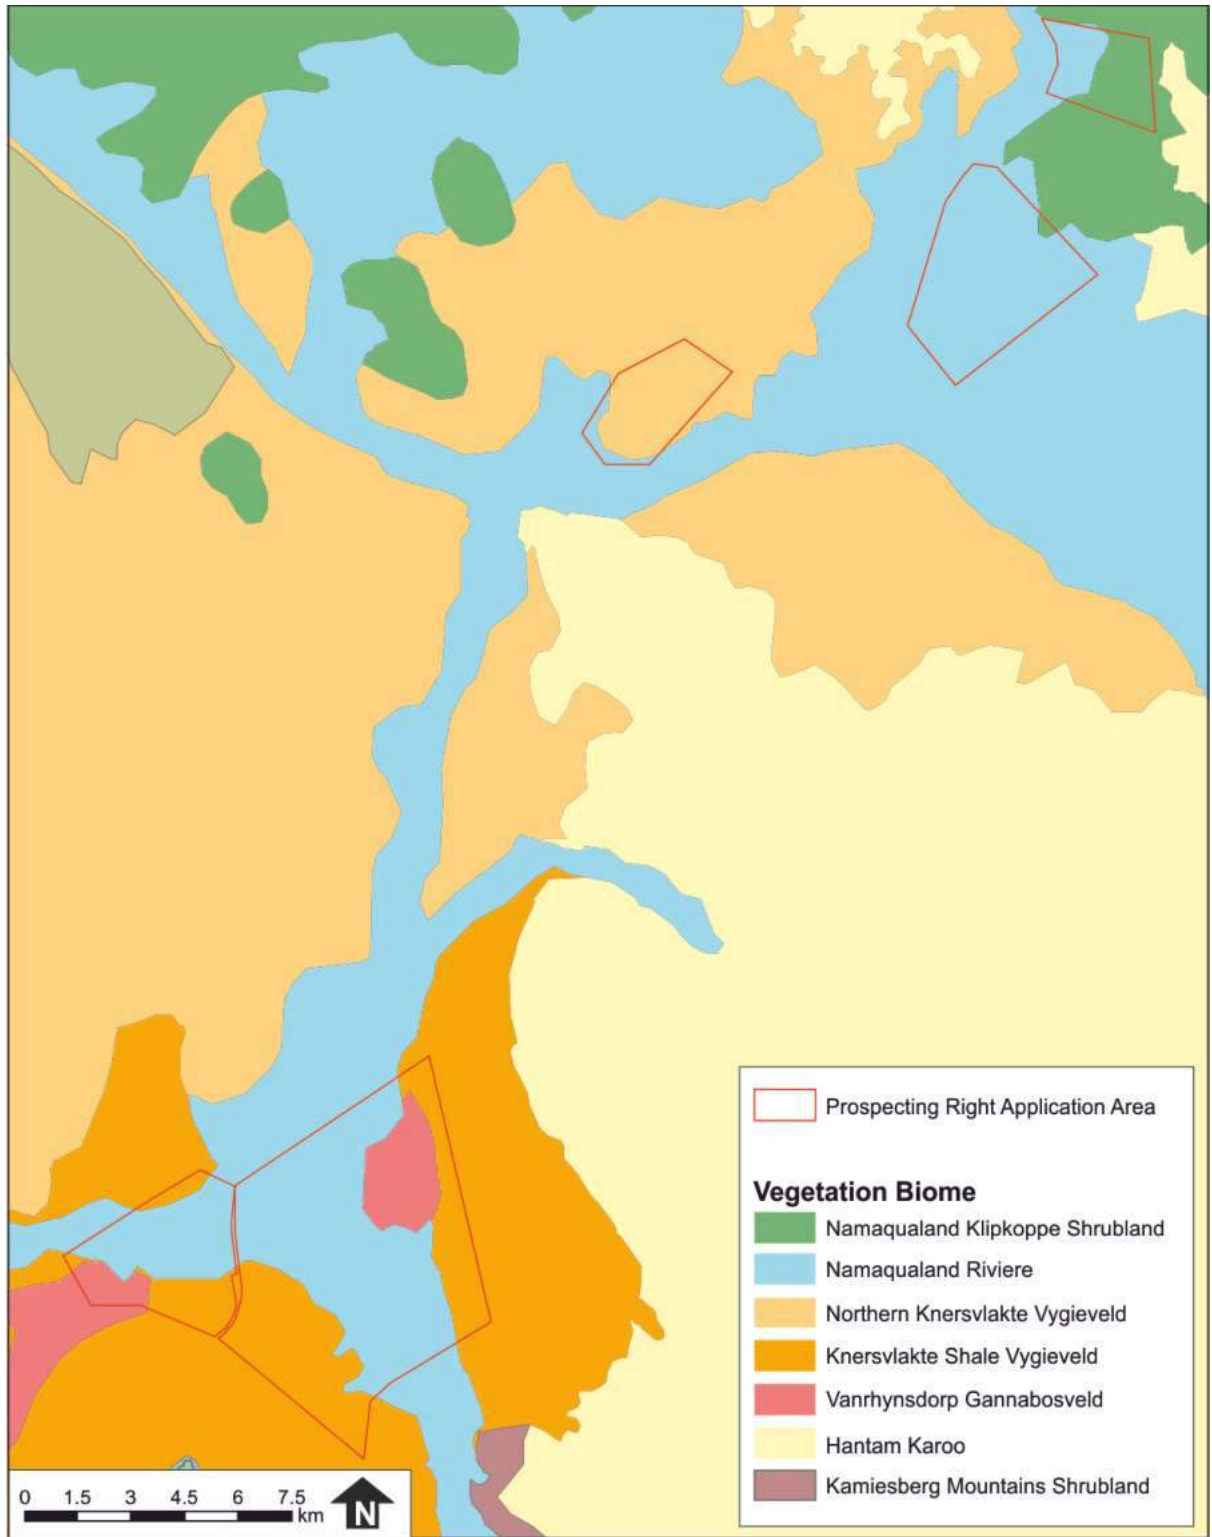 Prospecting Right Application Area
Vegetation Biome
Namaqualand Klipkoppe Shrubland
Namaqualand Riviere
Northern Knersvlakte Vygieveld
Knersvlakte Shale Vygieveld
Vanrhynsdorp Gannabosveld
Hantam Karoo
Kamiesberg Mountains Shrubland
0 1.5 3 4.5 6 7.5
km
N